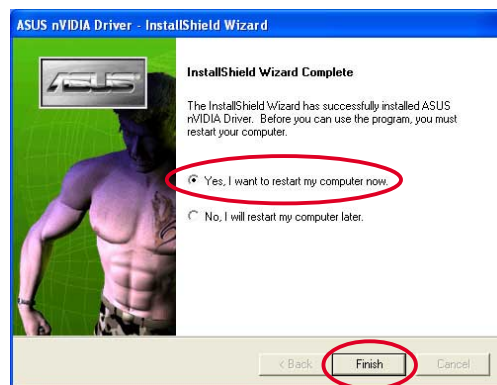 ASUS nVIDIA Driver - InstallShield Wizard
ASUS
InstallShield Wizard Complete
The InstallShield Wizard has successfully installed ASUS
nVIDIA Driver. Before you can use the program, you must
restart your computer.
Yes, I want to restart my computer now.
No, I will restart my computer later.
< Back
Finish
Cancel